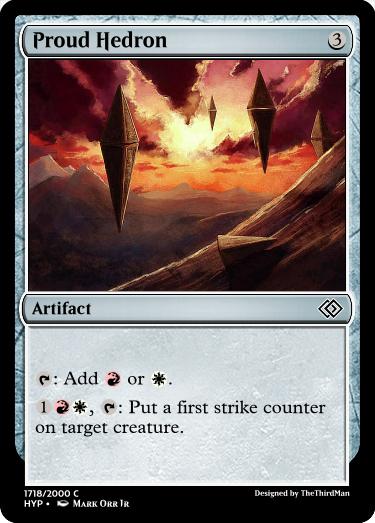 Proud Hedron 3
Artifact
: Add or .
1 , : Put a first strike counter
on target creature.
1718/2000 C
HYP • Mark Orr Jr
Designed by TheThirdMan